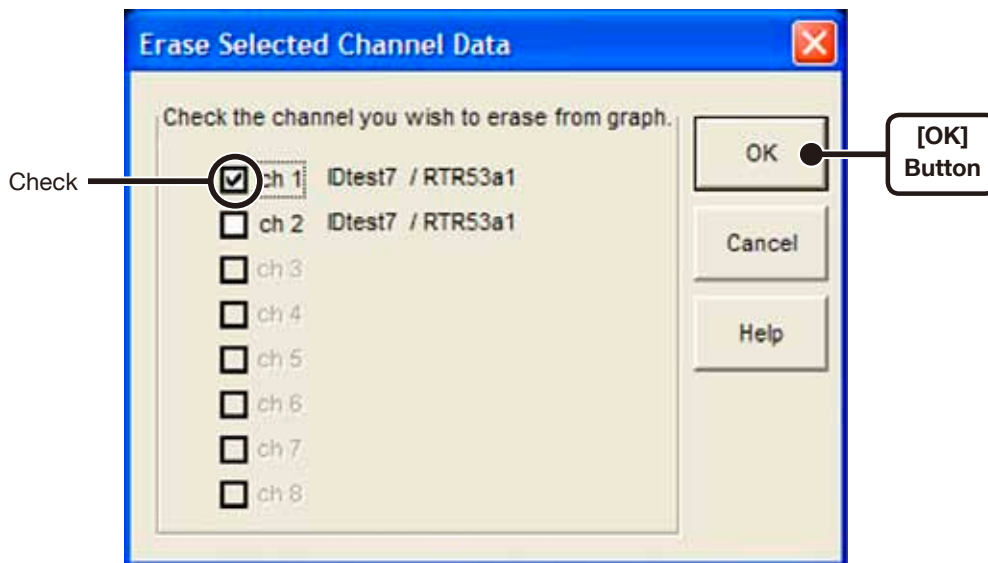 Erase Selected Channel Data
Check the channel you wish to erase from graph.
Check
ch 1 IDtest7 / RTR53a1
ch 2 IDtest7 / RTR53a1
ch 3
ch 4
ch 5
ch 6
ch 7
ch 8
OK
Cancel
Help
[OK]
Button